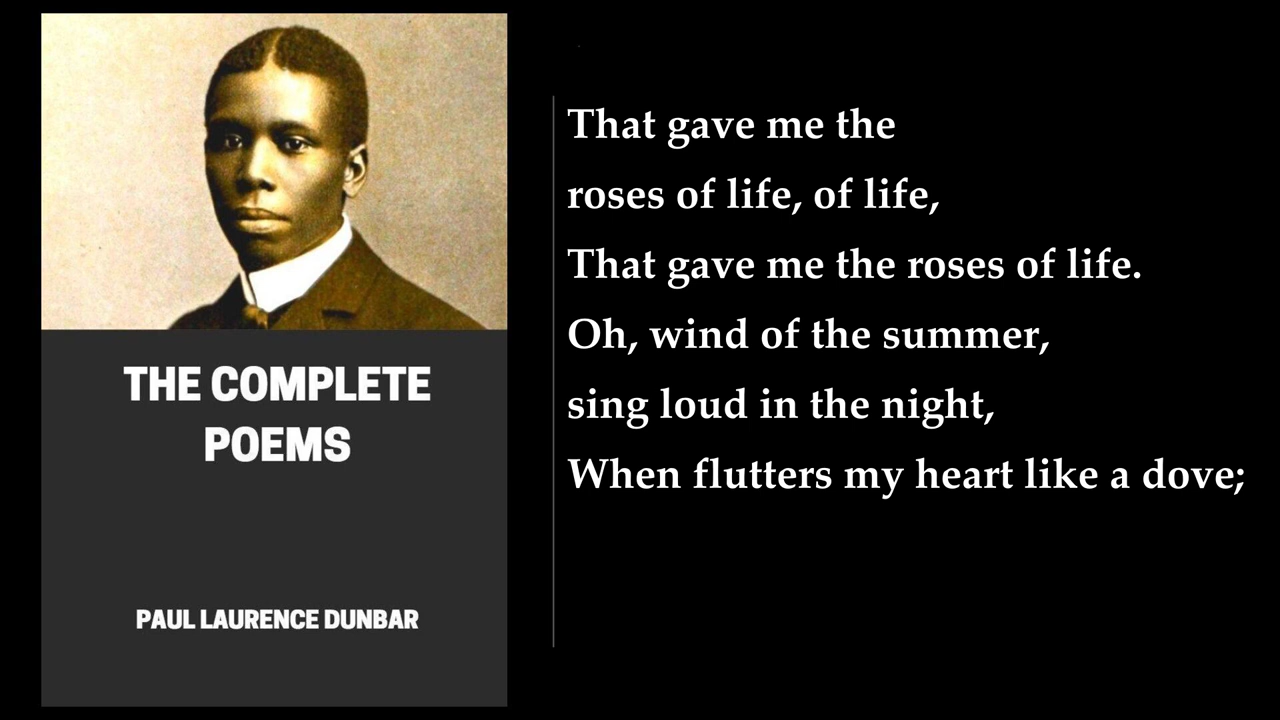 THE COMPLETE
POEMS
PAUL LAURENCE DUNBAR
That gave me the
roses of life, of life,
That gave me the roses of life.
Oh, wind of the summer,
sing loud in the night,
When flutters my heart like a dove;